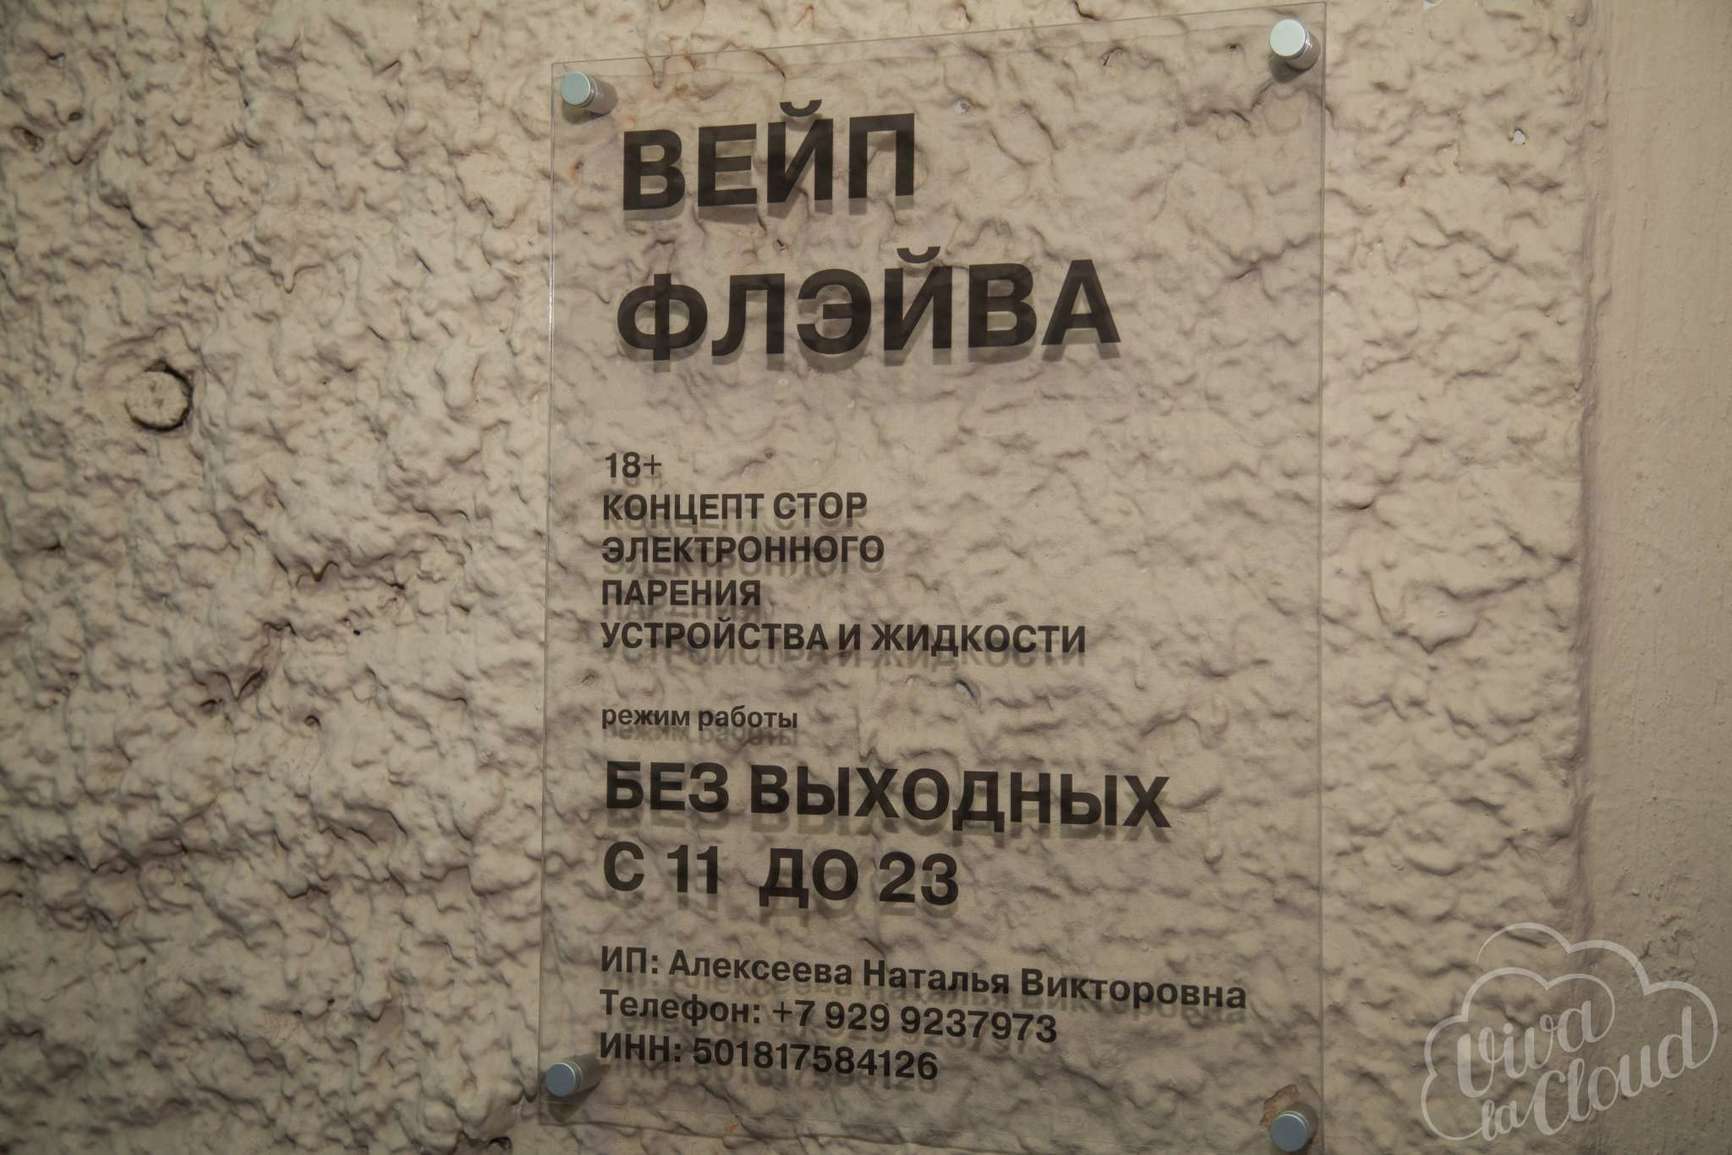 ВЕЙП
ФЛЭЙВА
18+
КОНЦЕПТ СТОР
ЭЛЕКТРОННОГО
ПАРЕНИЯ
УСТРОЙСТВА И ЖИДКОСТИ
режим работы
БЕЗ ВЫХОДНЫХ
С 11 ДО 23
ИП: Алексеева Наталья Викторовна
Телефон: +7 929 9237973
ИНН: 501817584126
Viva
la Cloud